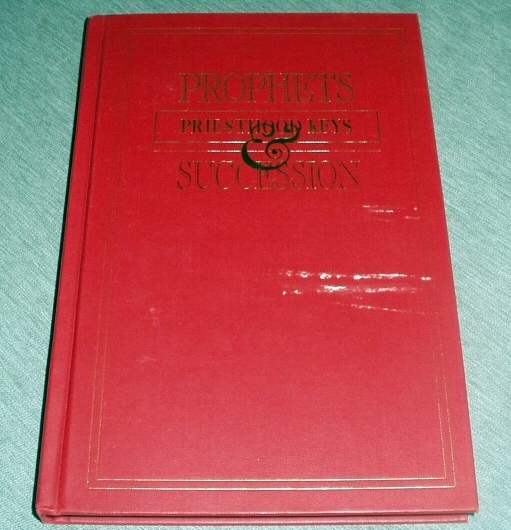 PROPHETS
PRIESTHOOD KEYS
&
SUCCESSION